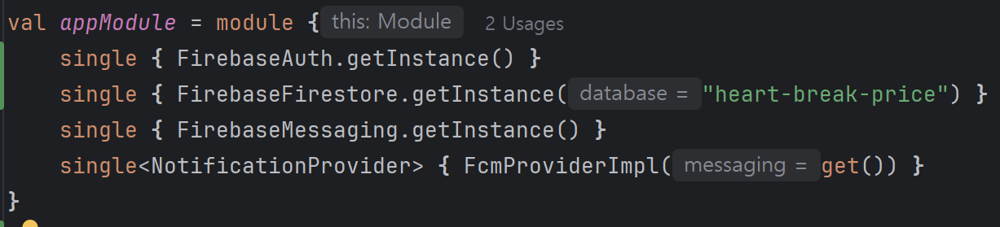 val appModule = module { this: Module 2 Usages
single { FirebaseAuth.getInstance() }
single { FirebaseFirestore.getInstance( database = "heart-break-price") }
single { FirebaseMessaging.getInstance() }
single<NotificationProvider> { FcmProviderImpl( messaging = get()) }
}